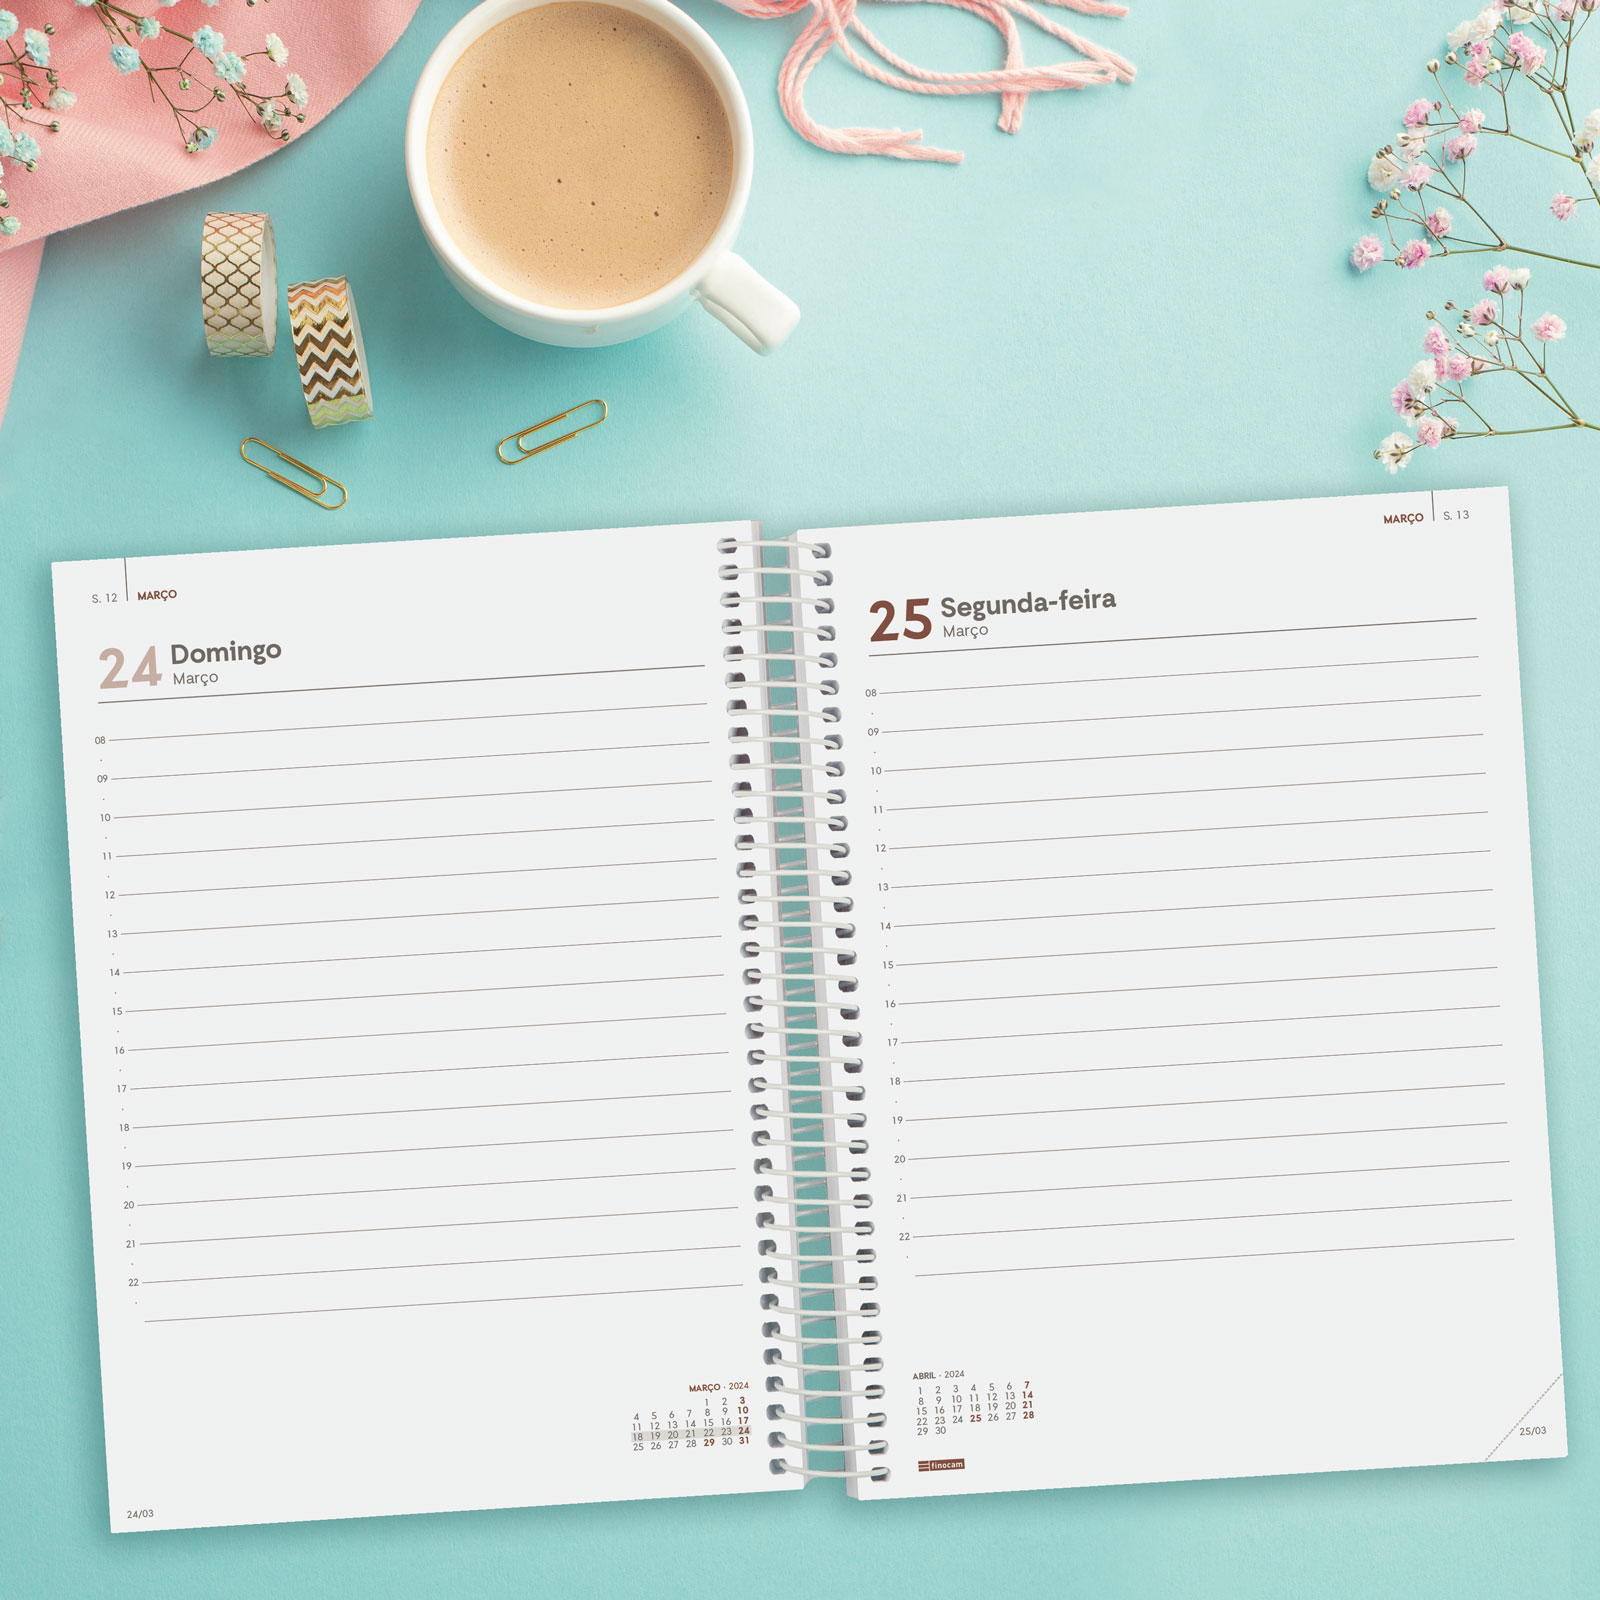 S. 12 MARÇO
24 Domingo
Março
08
09
10
11
12
13
14
15
16
17
18
19
20
21
22
MARÇO · 2024
1 2 3
4 5 6 7 8 9 10
11 12 13 14 15 16 17
18 19 20 21 22 23 24
25 26 27 28 29 30 31
24/03
MARÇO S. 13
25 Segunda-feira
Março
08
09
10
11
12
13
14
15
16
17
18
19
20
21
22
ABRIL · 2024
1 2 3 4 5 6 7
8 9 10 11 12 13 14
15 16 17 18 19 20 21
22 23 24 25 26 27 28
29 30
finocam
25/03